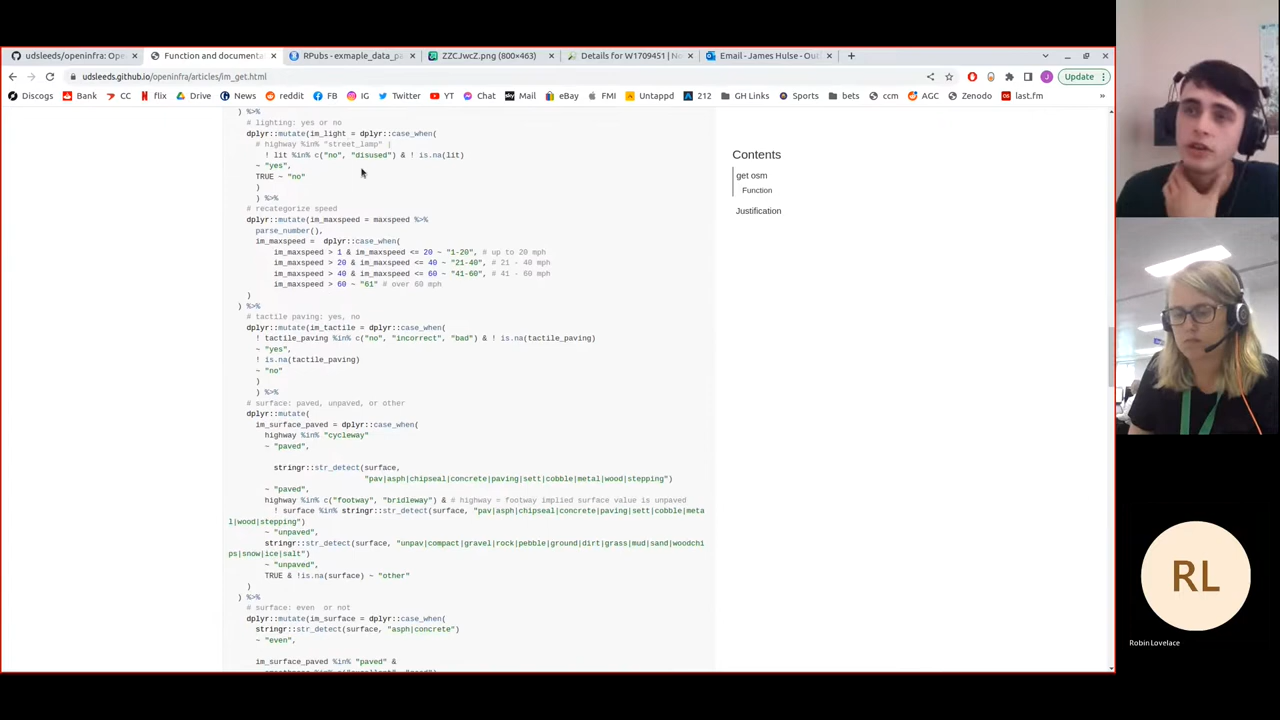 udsleeds/openinfra: Ope
Function and documenta
RPubs - exmaple_data_pa
ZZCJwcZ.png (800×463)
Details for W1709451 | Ne
Email - James Hulse - Out
udsleeds.github.io/openinfra/articles/im_get.html
J
Update
Discogs
Bank
CC
flix
Drive
News
reddit
FB
IG
Twitter
YT
Chat
Sky Mail
eBay
FMI
Untappd
212
GH Links
Sports
bets
ccm
AGC
Zenodo
last.fm
»
) %>%
# lighting: yes or no
dplyr::mutate(im_light = dplyr::case_when(
# highway %in% "street_lamp" |
! lit %in% c("no", "disused") & ! is.na(lit)
~ "yes",
TRUE ~ "no"
)
) %>%
# recategorize speed
dplyr::mutate(im_maxspeed = maxspeed %>%
parse_number(),
im_maxspeed = dplyr::case_when(
im_maxspeed > 1 & im_maxspeed <= 20 ~ "1-20", # up to 20 mph
im_maxspeed > 20 & im_maxspeed <= 40 ~ "21-40", # 21 - 40 mph
im_maxspeed > 40 & im_maxspeed <= 60 ~ "41-60", # 41 - 60 mph
im_maxspeed > 60 ~ "61" # over 60 mph
)
) %>%
# tactile paving: yes, no
dplyr::mutate(im_tactile = dplyr::case_when(
! tactile_paving %in% c("no", "incorrect", "bad") & ! is.na(tactile_paving)
~ "yes",
! is.na(tactile_paving)
~ "no"
)
) %>%
# surface: paved, unpaved, or other
dplyr::mutate(
im_surface_paved = dplyr::case_when(
highway %in% "cycleway"
~ "paved",
stringr::str_detect(surface,
"pav|asph|chipseal|concrete|paving|sett|cobble|metal|wood|stepping")
~ "paved",
highway %in% c("footway", "bridleway") & # highway = footway implied surface value is unpaved
! surface %in% stringr::str_detect(surface, "pav|asph|chipseal|concrete|paving|sett|cobble|meta
l|wood|stepping")
~ "unpaved",
stringr::str_detect(surface, "unpav|compact|gravel|rock|pebble|ground|dirt|grass|mud|sand|woodchi
ps|snow|ice|salt")
~ "unpaved",
TRUE & !is.na(surface) ~ "other"
)
) %>%
# surface: even or not
dplyr::mutate(im_surface = dplyr::case_when(
stringr::str_detect(surface, "asph|concrete")
~ "even",
im_surface_paved %in% "paved" &
Contents
get osm
Function
Justification
RL
Robin Lovelace